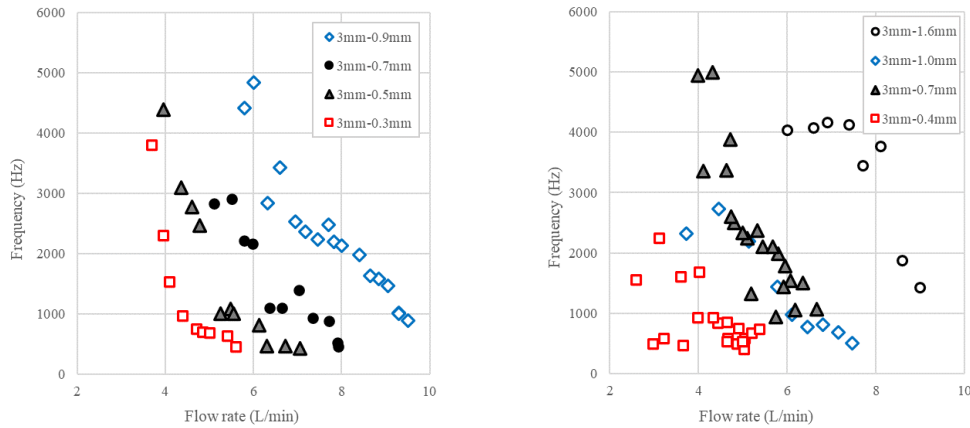 6000
5000
4000
3000
2000
1000
0
Frequency (Hz)
2 4 6 8 10
Flow rate (L/min)
3mm-0.9mm
3mm-0.7mm
3mm-0.5mm
3mm-0.3mm
6000
5000
4000
3000
2000
1000
0
Frequency (Hz)
2 4 6 8 10
Flow rate (L/min)
3mm-1.6mm
3mm-1.0mm
3mm-0.7mm
3mm-0.4mm